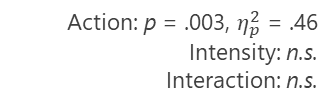 Action: p = .003, η²ₚ = .46
Intensity: n.s.
Interaction: n.s.